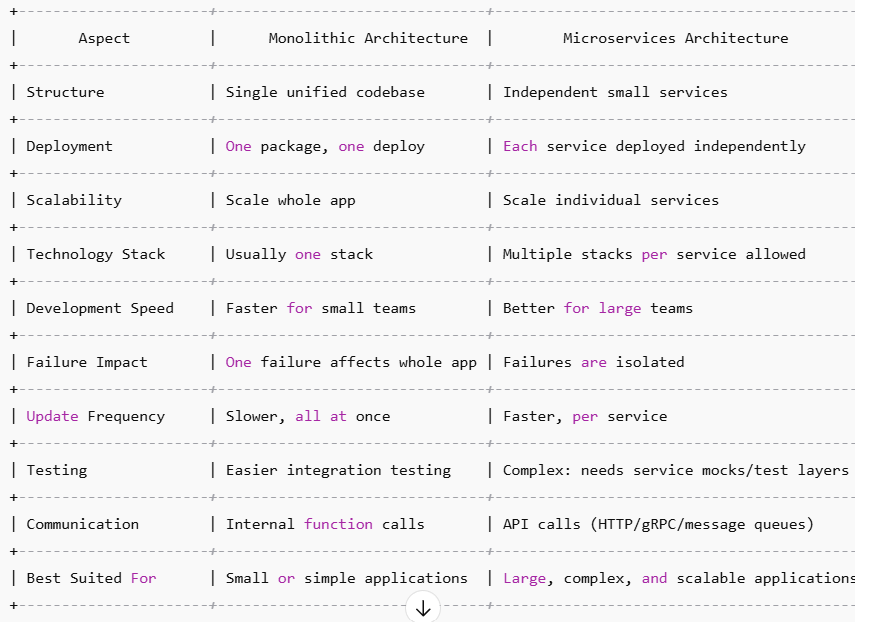 +----------------------+-------------------------------+------------------------------------------
| Aspect | Monolithic Architecture | Microservices Architecture
+----------------------+-------------------------------+------------------------------------------
| Structure | Single unified codebase | Independent small services
+----------------------+-------------------------------+------------------------------------------
| Deployment | One package, one deploy | Each service deployed independently
+----------------------+-------------------------------+------------------------------------------
| Scalability | Scale whole app | Scale individual services
+----------------------+-------------------------------+------------------------------------------
| Technology Stack | Usually one stack | Multiple stacks per service allowed
+----------------------+-------------------------------+------------------------------------------
| Development Speed | Faster for small teams | Better for large teams
+----------------------+-------------------------------+------------------------------------------
| Failure Impact | One failure affects whole app | Failures are isolated
+----------------------+-------------------------------+------------------------------------------
| Update Frequency | Slower, all at once | Faster, per service
+----------------------+-------------------------------+------------------------------------------
| Testing | Easier integration testing | Complex: needs service mocks/test layers
+----------------------+-------------------------------+------------------------------------------
| Communication | Internal function calls | API calls (HTTP/gRPC/message queues)
+----------------------+-------------------------------+------------------------------------------
| Best Suited For | Small or simple applications | Large, complex, and scalable applications
+----------------------+-------------------------------+------------------------------------------